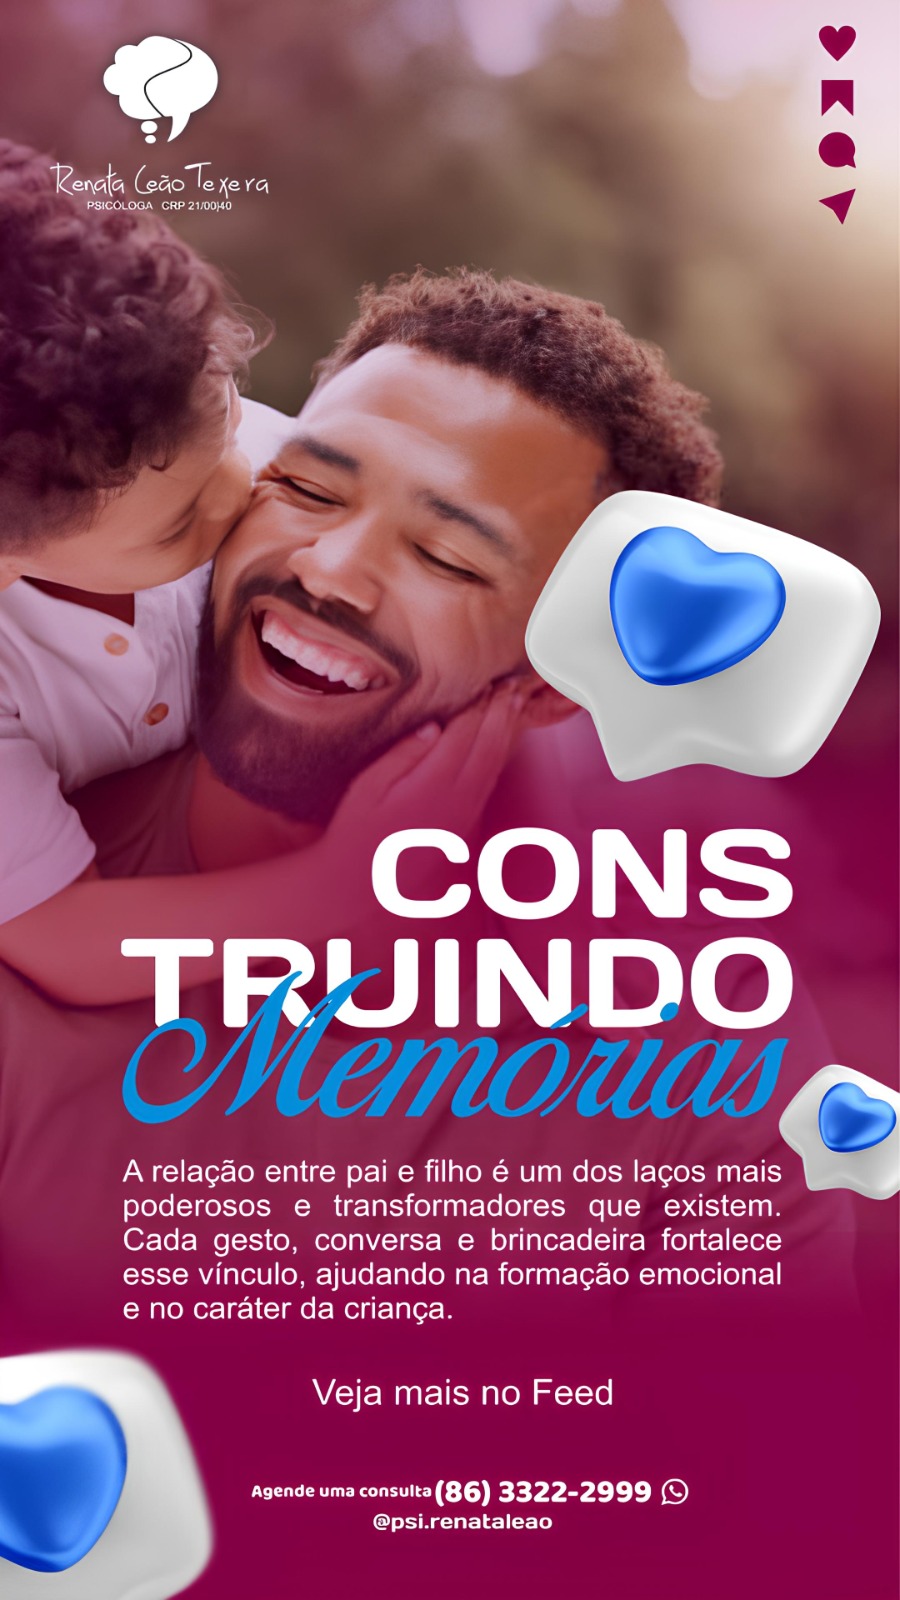 Renata Leão Texera
PSICÓLOGA CRP 21/00140
CONS
TRUINDO
Memórias
A relação entre pai e filho é um dos laços mais
poderosos e transformadores que existem.
Cada gesto, conversa e brincadeira fortalece
esse vínculo, ajudando na formação emocional
e no caráter da criança.
Veja mais no Feed
Agende uma consulta (86) 3322-2999
@psi.renataleao